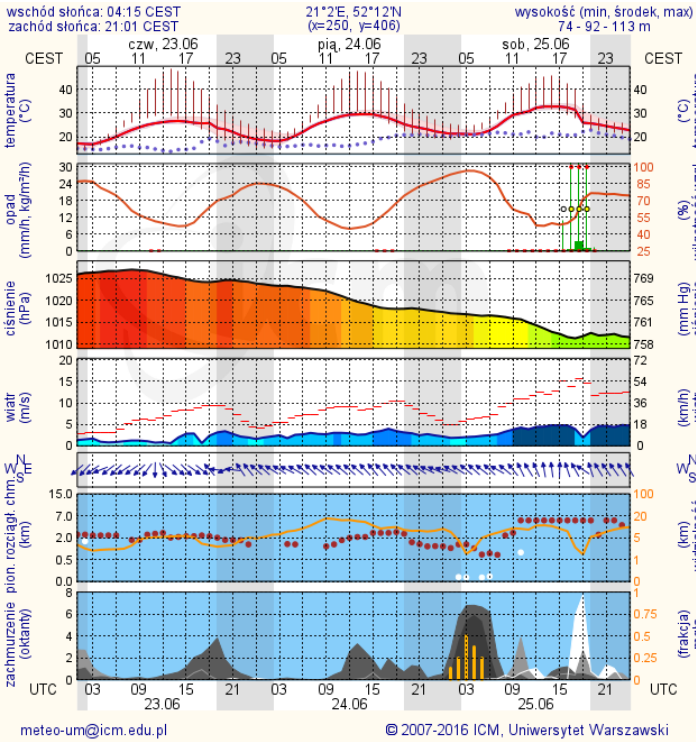 wschód słońca: 04:15 CEST
zachód słońca: 21:01 CEST
21°2'E, 52°12'N
(x=250, y=406)
wysokość (min, środek, max)
74 - 92 - 113 m
czw, 23.06 pią, 24.06 sob, 25.06
CEST 05 11 17 23 05 11 17 23 05 11 17 23 CEST
temperatura
(°C)
40
30
20
40
30
20
(°C)
opad
(mm/h, kg/m²/h)
30
24
18
12
6
0
100
85
70
55
40
25
(%)
ciśnienie
(hPa)
1025
1020
1015
1010
769
765
761
758
(mm Hg)
wiatr
(m/s)
20
15
10
5
0
72
54
36
18
0
(km/h)
N
W E
S
N
W
S
pion. rozciągł. chm.
(km)
15.0
7.0
2.0
0.5
0.0
100
20
5
1
0
(km)
zachmurzenie
(oktanty)
8
6
4
2
0
1
0.75
0.5
0.25
0
(frakcja)
UTC 03 09 15 21 03 09 15 21 03 09 15 21 UTC
23.06 24.06 25.06
meteo-um@icm.edu.pl
© 2007-2016 ICM, Uniwersytet Warszawski